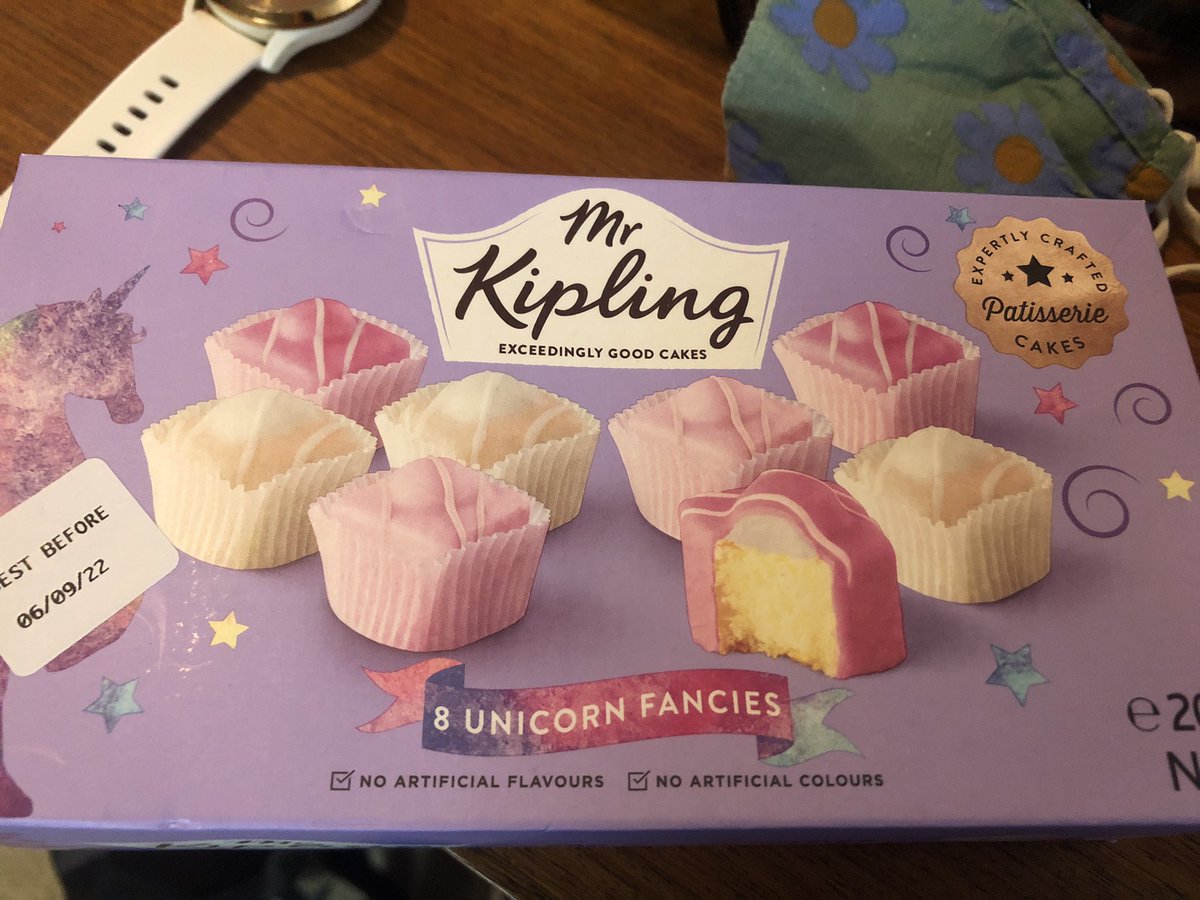 Mr
Kipling
EXCEEDINGLY GOOD CAKES
EXPERTLY CRAFTED
Patisserie
CAKES
BEFORE
06/09/22
8 UNICORN FANCIES
NO ARTIFICIAL FLAVOURS
NO ARTIFICIAL COLOURS
e